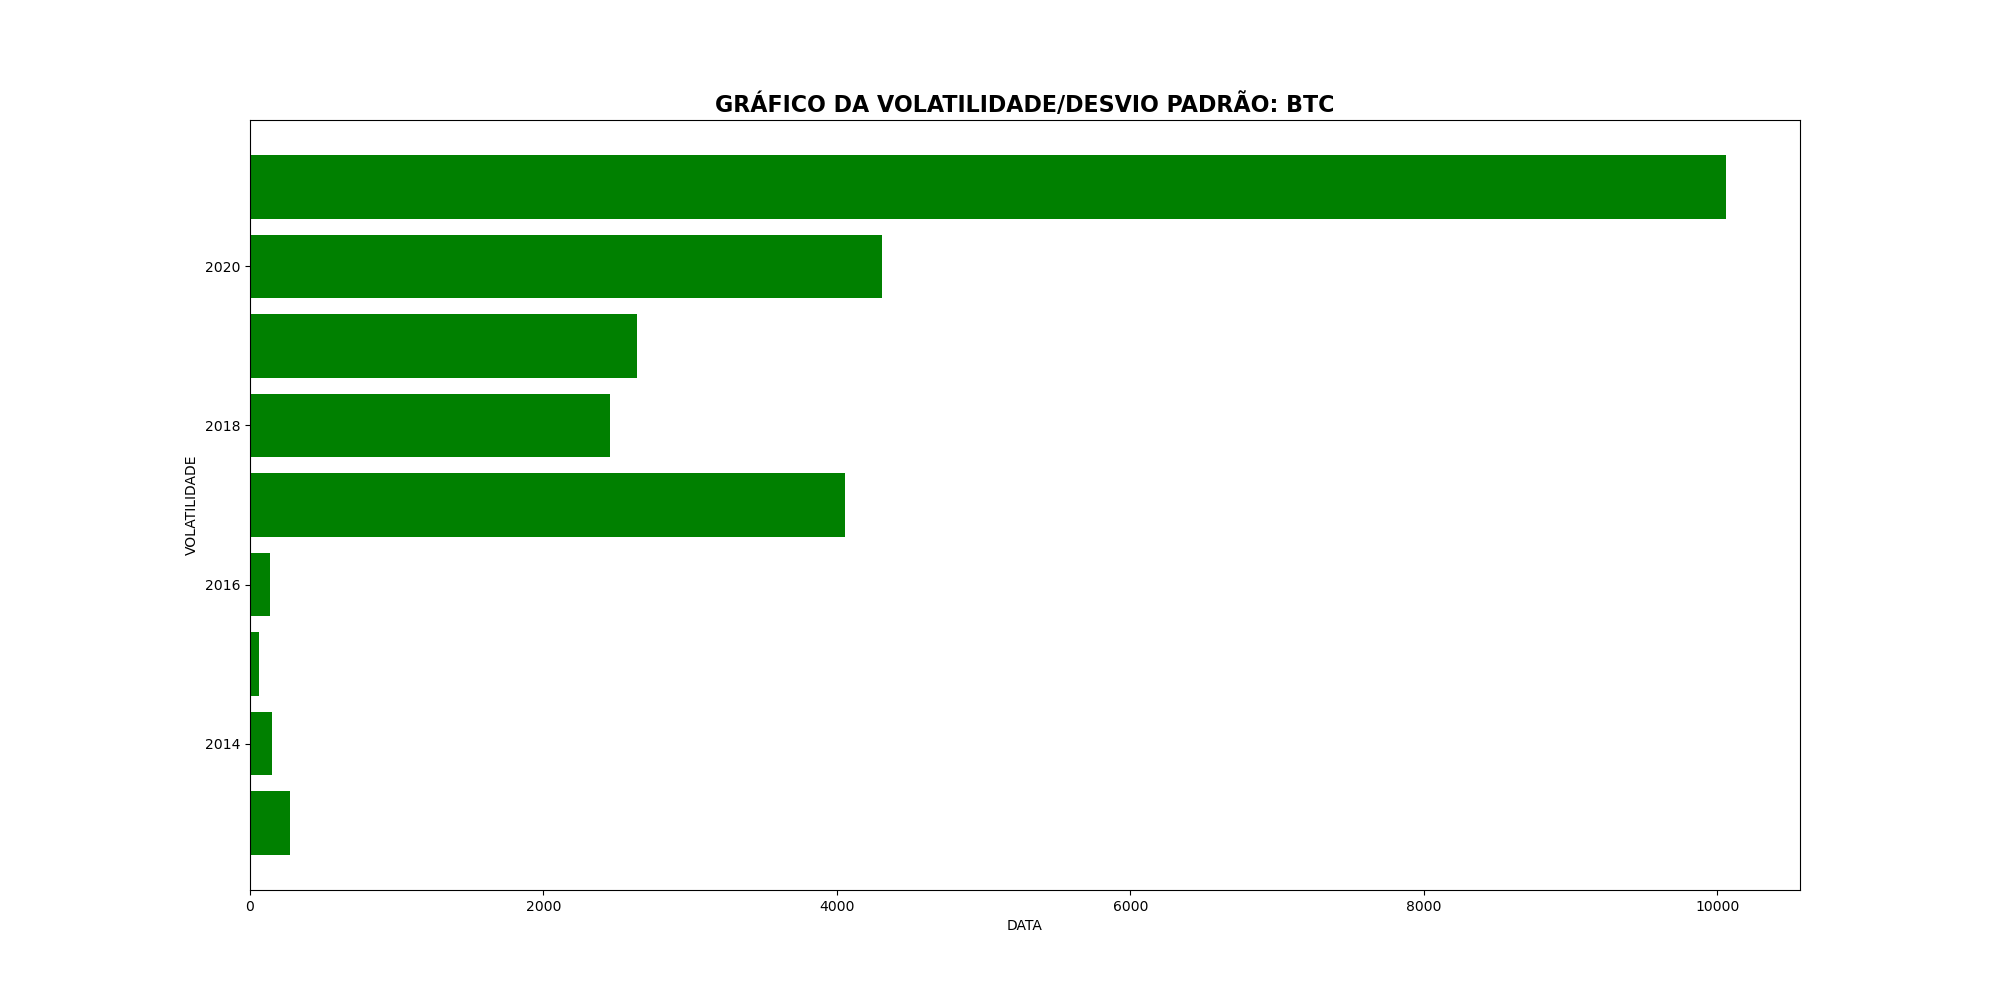 GRÁFICO DA VOLATILIDADE/DESVIO PADRÃO: BTC
2020
2018
VOLATILIDADE
2016
2014
0 2000 4000 6000 8000 10000
DATA